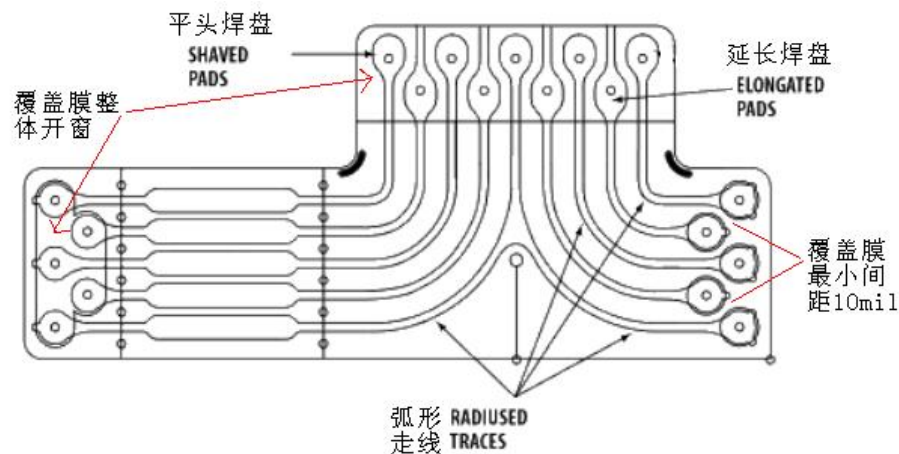 平头焊盘
SHAVED
PADS
延长焊盘
ELONGATED
PADS
覆盖膜整
体开窗
覆盖膜
最小间
距10mil
弧形 RADIUSED
走线 TRACES